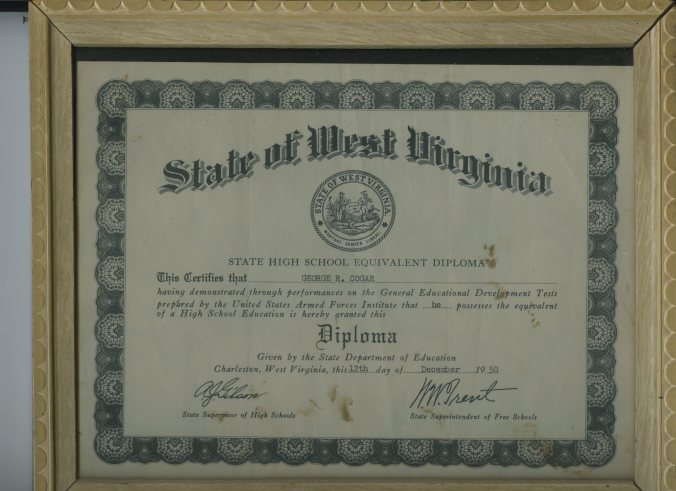 State of West Virginia
STATE OF WEST VIRGINIA
MONTANI SEMPER LIBERI
STATE HIGH SCHOOL EQUIVALENT DIPLOMA
This Certifies that GEORGE R. COGAR
having demonstrated through performances on the General Educational Development Tests
prepared by the United States Armed Forces Institute that he possesses the equivalent
of a High School Education is hereby granted this
Diploma
Given by the State Department of Education
Charleston, West Virginia, this 12th day of December 1950
A J Gibson W W Trent
State Supervisor of High Schools State Superintendent of Free Schools